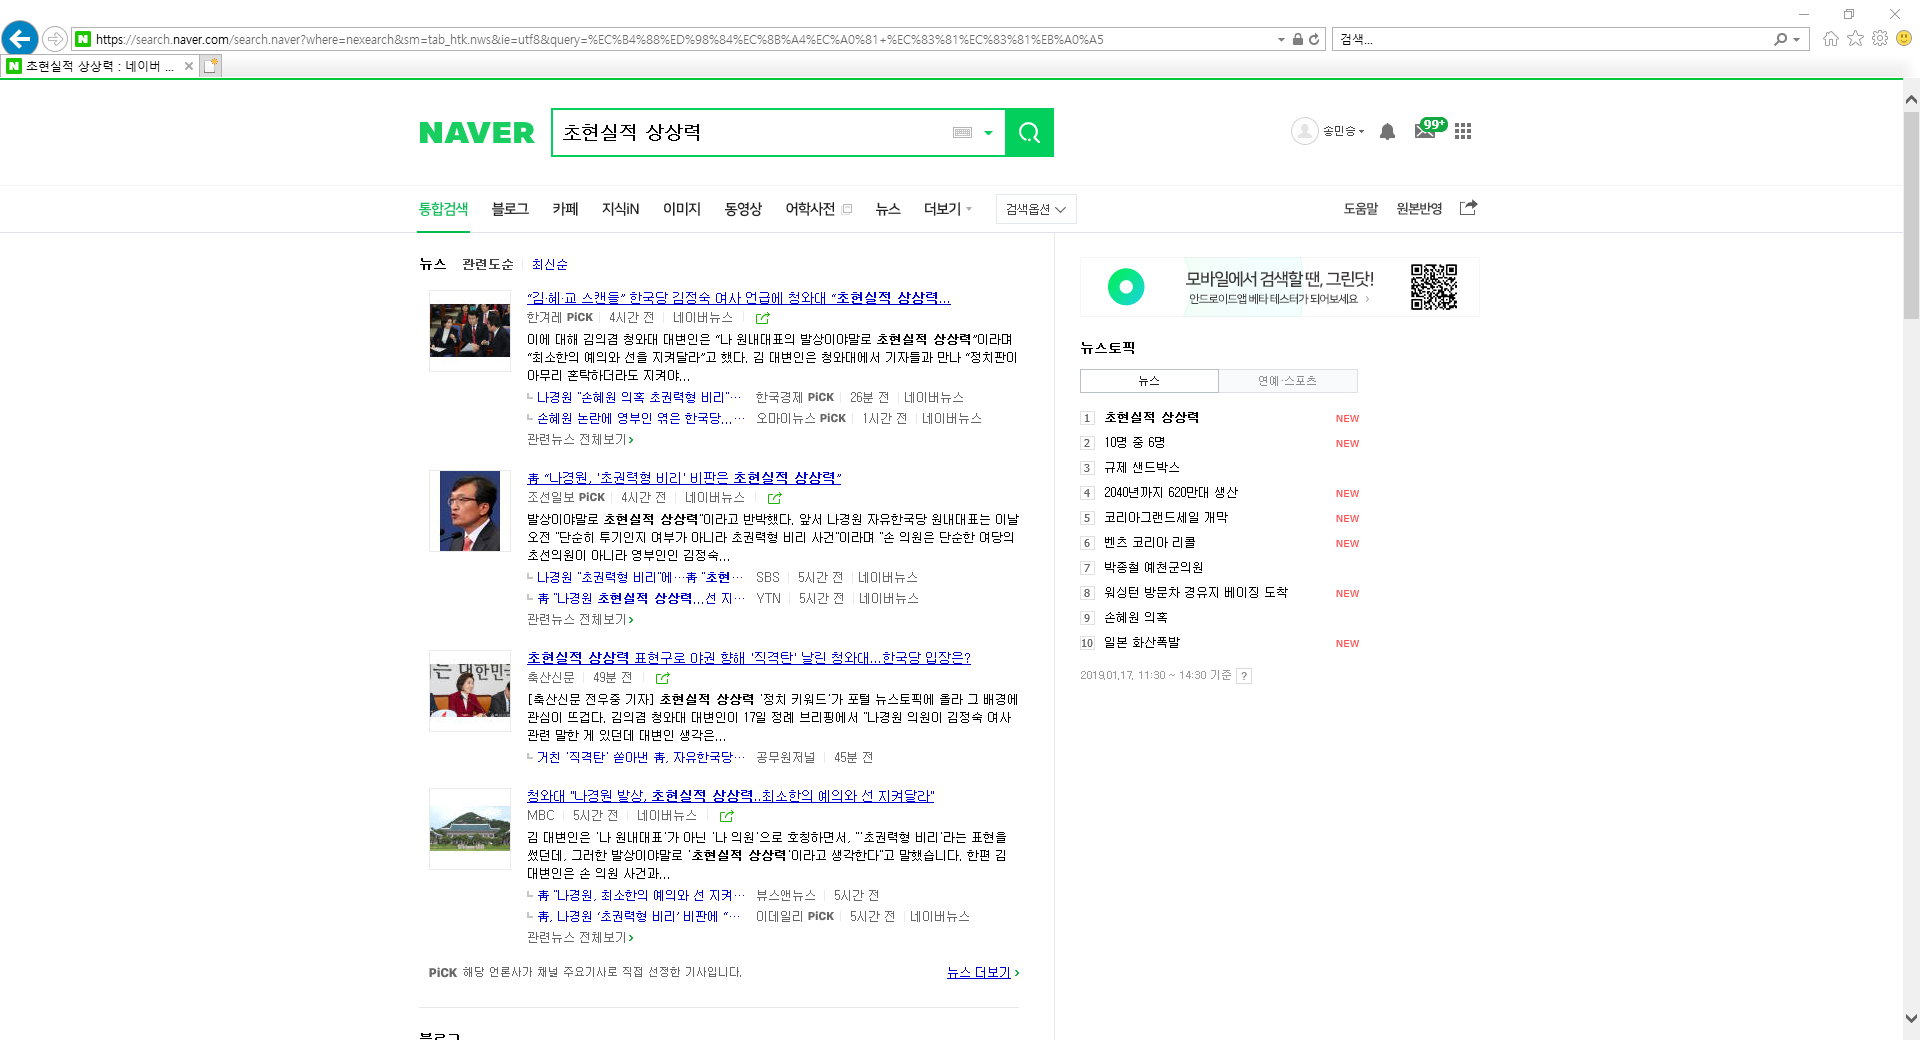 https://search.naver.com/search.naver?where=nexearch&sm=tab_htk.nws&ie=utf8&query=%EC%B4%88%ED%98%84%EC%8B%A4%EC%A0%81+%EC%83%81%EC%83%81%EB%A0%A5
검색...
초현실적 상상력 : 네이버 ...
NAVER
초현실적 상상력
송민승
99+
통합검색 블로그 카페 지식iN 이미지 동영상 어학사전 뉴스 더보기 검색옵션
도움말 원본반영
뉴스 관련도순 최신순
“김·혜·교 스캔들” 한국당 김정숙 여사 언급에 청와대 “초현실적 상상력...
한겨레 PiCK 4시간 전 네이버뉴스
이에 대해 김의겸 청와대 대변인은 “나 원내대표의 발상이야말로 초현실적 상상력”이라며
“최소한의 예의와 선을 지켜달라”고 했다. 김 대변인은 청와대에서 기자들과 만나 “정치판이
아무리 혼탁하더라도 지켜야...
나경원 "손혜원 의혹 초권력형 비리"… 한국경제 PiCK 26분 전 네이버뉴스
손혜원 논란에 영부인 엮은 한국당,.… 오마이뉴스 PiCK 1시간 전 네이버뉴스
관련뉴스 전체보기
靑 “나경원, '초권력형 비리' 비판은 초현실적 상상력”
조선일보 PiCK 4시간 전 네이버뉴스
발상이야말로 초현실적 상상력"이라고 반박했다. 앞서 나경원 자유한국당 원내대표는 이날
오전 "단순히 투기인지 여부가 아니라 초권력형 비리 사건"이라며 "손 의원은 단순한 여당의
초선의원이 아니라 영부인인 김정숙...
나경원 "초권력형 비리"에…靑 "초현… SBS 5시간 전 네이버뉴스
靑 "나경원 초현실적 상상력...선 지… YTN 5시간 전 네이버뉴스
관련뉴스 전체보기
초현실적 상상력 표현구로 야권 향해 '직격탄' 날린 청와대...한국당 입장은?
축산신문 49분 전
[축산신문 전우중 기자] 초현실적 상상력 '정치 키워드'가 포털 뉴스토픽에 올라 그 배경에
관심이 뜨겁다. 김의겸 청와대 대변인이 17일 정례 브리핑에서 "나경원 의원이 김정숙 여사
관련 말한 게 있던데 대변인 생각은...
거친 '직격탄' 쏟아낸 靑, 자유한국당… 공무원저널 45분 전
청와대 "나경원 발상, 초현실적 상상력..최소한의 예의와 선 지켜달라"
MBC 5시간 전 네이버뉴스
김 대변인은 '나 원내대표'가 아닌 '나 의원'으로 호칭하면서, "'초권력형 비리'라는 표현을
썼던데, 그러한 발상이야말로 '초현실적 상상력'이라고 생각한다"고 말했습니다. 한편 김
대변인은 손 의원 사건과...
靑 "나경원, 최소한의 예의와 선 지켜… 뷰스앤뉴스 5시간 전
靑, 나경원 ‘초권력형 비리’ 비판에 “… 이데일리 PiCK 5시간 전 네이버뉴스
관련뉴스 전체보기
PiCK 해당 언론사가 채널 주요기사로 직접 선정한 기사입니다.
뉴스 더보기
블로그
모바일에서 검색할 땐, 그린닷!
안드로이드앱 베타 테스터가 되어보세요
뉴스토픽
뉴스 연예·스포츠
1 초현실적 상상력 NEW
2 10명 중 6명 NEW
3 규제 샌드박스
4 2040년까지 620만대 생산 NEW
5 코리아그랜드세일 개막 NEW
6 벤츠 코리아 리콜 NEW
7 박종철 예천군의원
8 워싱턴 방문차 경유지 베이징 도착 NEW
9 손혜원 의혹
10 일본 화산폭발 NEW
2019.01.17. 11:30 ~ 14:30 기준 ?